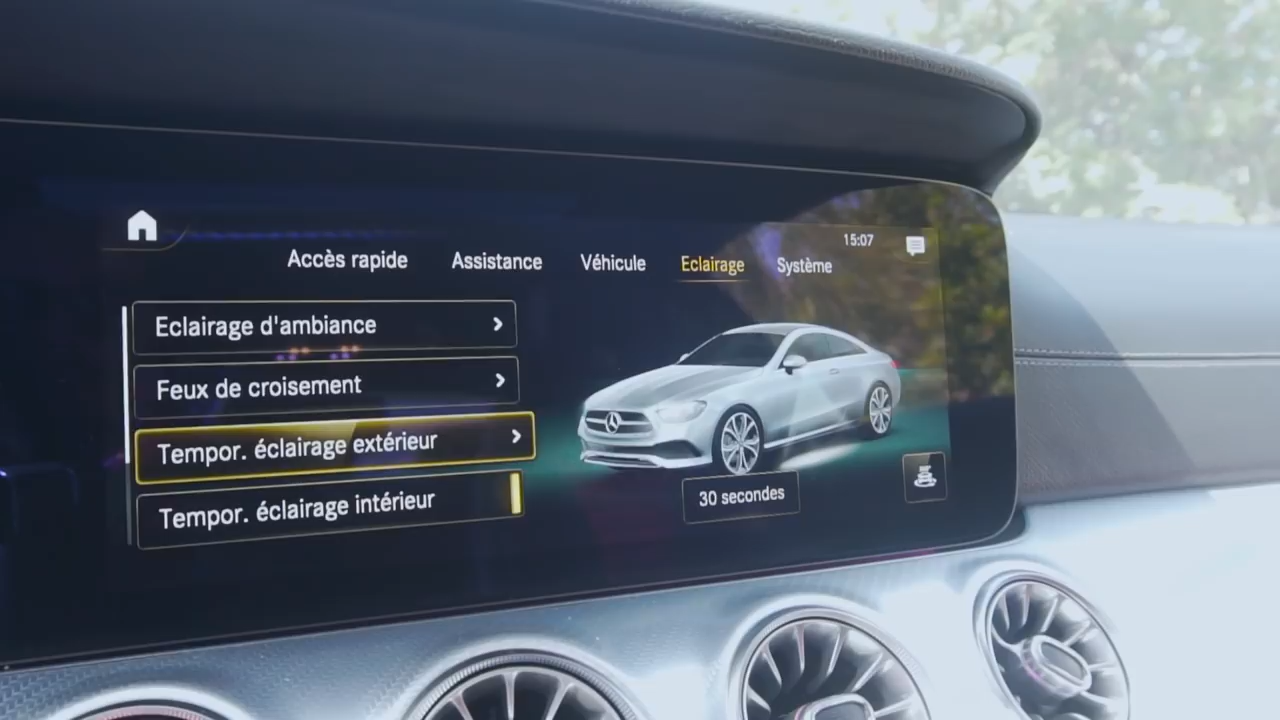 15:07
Accès rapide
Assistance
Véhicule
Eclairage
Système
Eclairage d'ambiance
Feux de croisement
Tempor. éclairage extérieur
Tempor. éclairage intérieur
30 secondes